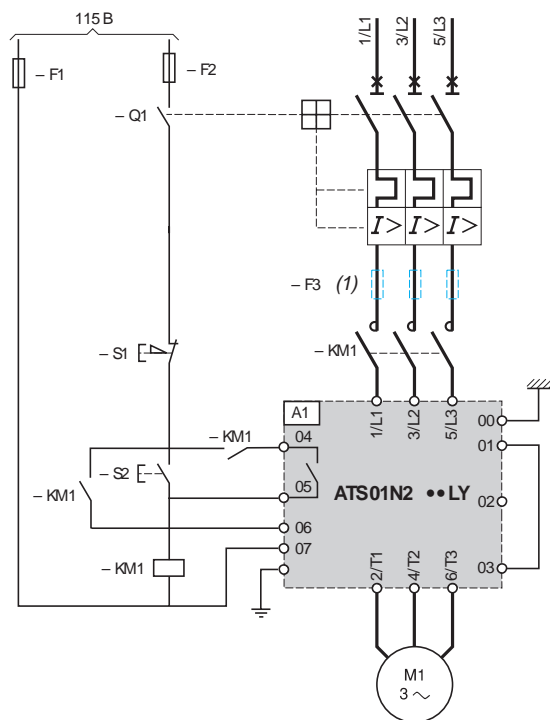 115 В
– F1
– F2
– Q1
1/L1
3/L2
5/L3
I>
I>
I>
– F3 (1)
– S1
– KM1
A1
1/L1
3/L2
5/L3
00
01
– KM1
04
– S2
– KM1
05
ATS01N2 ••LY
02
06
07
– KM1
03
2/T1
4/T2
6/T3
M1
3 ~